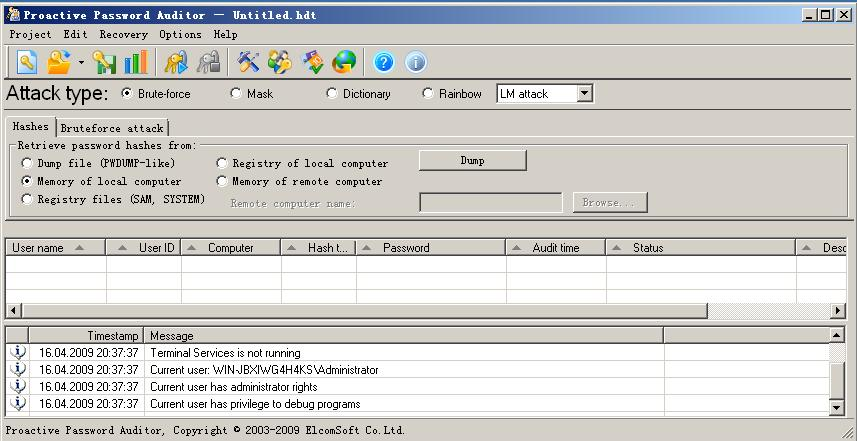 Proactive Password Auditor — Untitled.hdt
Project Edit Recovery Options Help
Attack type: Brute-force Mask Dictionary Rainbow LM attack
Hashes Bruteforce attack
Retrieve password hashes from:
Dump file (PWDUMP-like) Registry of local computer Dump
Memory of local computer Memory of remote computer
Registry files (SAM, SYSTEM) Remote computer name: Browse...
User name User ID Computer Hash t... Password Audit time Status Desc
Timestamp Message
16.04.2009 20:37:37 Terminal Services is not running
16.04.2009 20:37:37 Current user: WIN-JBXIWG4H4KS\Administrator
16.04.2009 20:37:37 Current user has administrator rights
16.04.2009 20:37:37 Current user has privilege to debug programs
Proactive Password Auditor, Copyright © 2003-2009 ElcomSoft Co.Ltd.